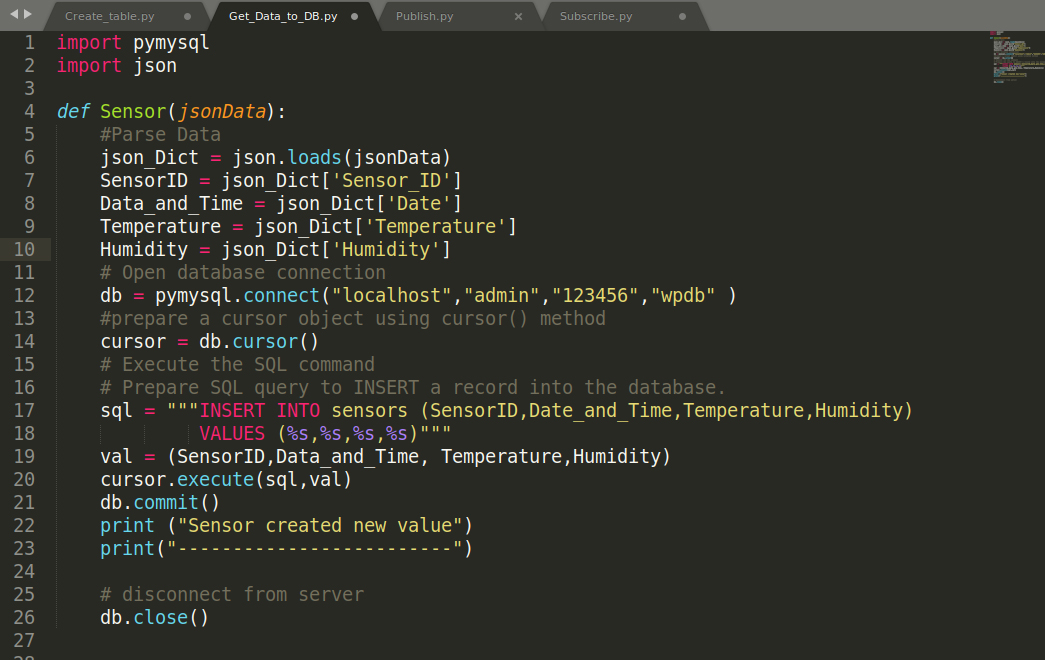 Create_table.py Get_Data_to_DB.py Publish.py Subscribe.py
1 import pymysql
2 import json
3
4 def Sensor(jsonData):
5     #Parse Data
6     json_Dict = json.loads(jsonData)
7     SensorID = json_Dict['Sensor_ID']
8     Data_and_Time = json_Dict['Date']
9     Temperature = json_Dict['Temperature']
10     Humidity = json_Dict['Humidity']
11     # Open database connection
12     db = pymysql.connect("localhost","admin","123456","wpdb" )
13     #prepare a cursor object using cursor() method
14     cursor = db.cursor()
15     # Execute the SQL command
16     # Prepare SQL query to INSERT a record into the database.
17     sql = """INSERT INTO sensors (SensorID,Date_and_Time,Temperature,Humidity)
18              VALUES (%s,%s,%s,%s)"""
19     val = (SensorID,Data_and_Time, Temperature,Humidity)
20     cursor.execute(sql,val)
21     db.commit()
22     print ("Sensor created new value")
23     print("-------------------------")
24
25     # disconnect from server
26     db.close()
27
28